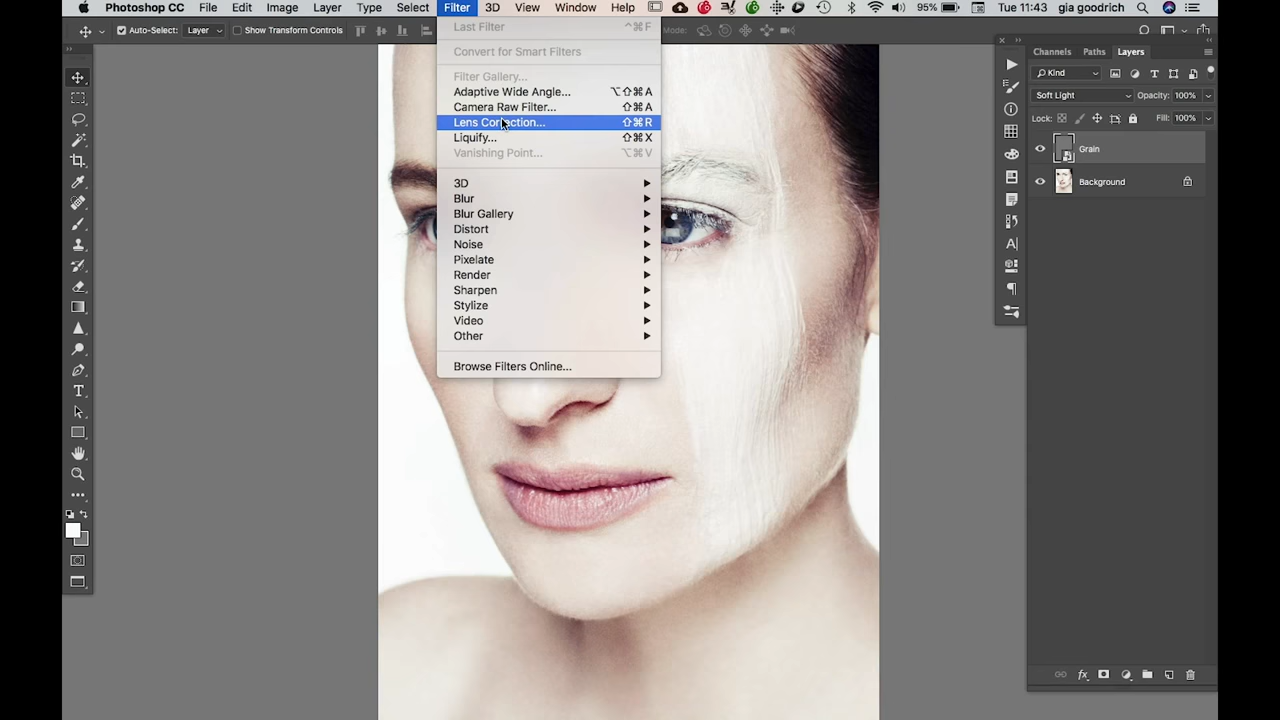 Photoshop CC File Edit Image Layer Type Select Filter 3D View Window Help 95% Tue 11:43 gia goodrich
Auto-Select: Layer Show Transform Controls Mode:
Last Filter ^⌘F
Convert for Smart Filters
Filter Gallery...
Adaptive Wide Angle... ⌥⇧⌘A
Camera Raw Filter... ⇧⌘A
Lens Correction... ⇧⌘R
Liquify... ⇧⌘X
Vanishing Point... ⌥⌘V
3D
Blur
Blur Gallery
Distort
Noise
Pixelate
Render
Sharpen
Stylize
Video
Other
Browse Filters Online...
Channels Paths Layers
Kind
Soft Light Opacity: 100%
Lock: Fill: 100%
Grain
Background